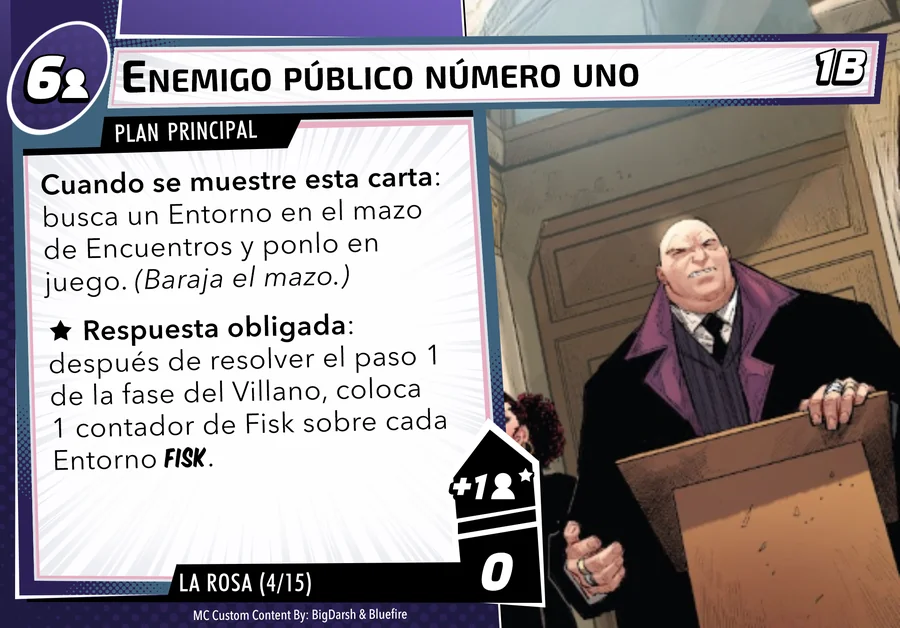 6
ENEMIGO PÚBLICO NÚMERO UNO
1B
PLAN PRINCIPAL
Cuando se muestre esta carta:
busca un Entorno en el mazo
de Encuentros y ponlo en
juego. (Baraja el mazo.)
★ Respuesta obligada:
después de resolver el paso 1
de la fase del Villano, coloca
1 contador de Fisk sobre cada
Entorno FISK.
+1★
0
LA ROSA (4/15)
MC Custom Content By: BigDarsh & Bluefire